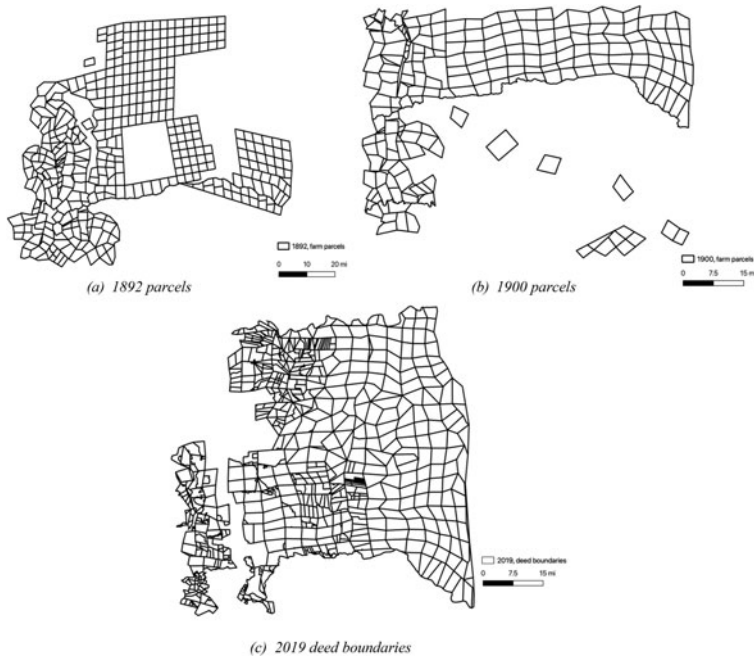 1892, farm parcels
0 10 20 mi
(a) 1892 parcels
1900, farm parcels
0 7.5 15 m
(b) 1900 parcels
2019, deed boundaries
0 7.5 15 mi
(c) 2019 deed boundaries